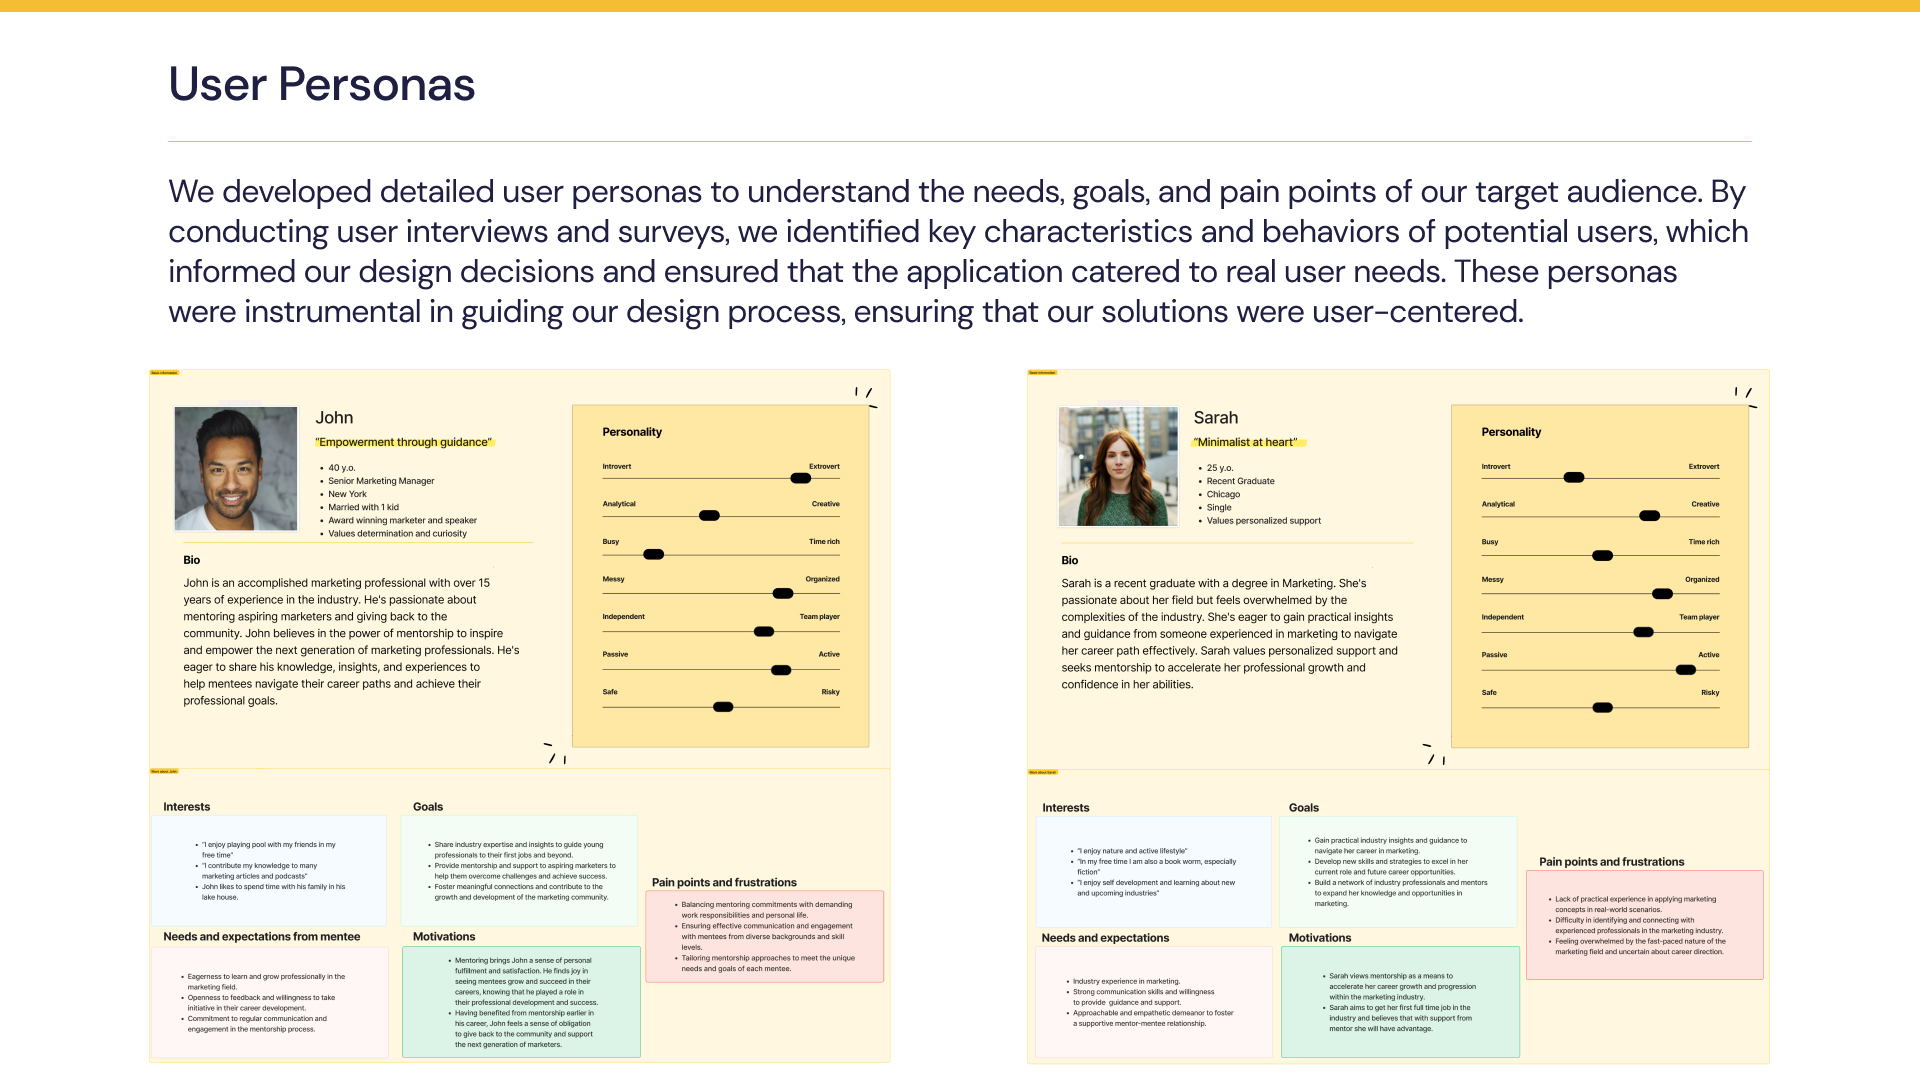 User Personas
We developed detailed user personas to understand the needs, goals, and pain points of our target audience. By
conducting user interviews and surveys, we identified key characteristics and behaviors of potential users, which
informed our design decisions and ensured that the application catered to real user needs. These personas
were instrumental in guiding our design process, ensuring that our solutions were user-centered.
Basic information
John
"Empowerment through guidance"
• 40 y.o.
• Senior Marketing Manager
• New York
• Married with 1 kid
• Award winning marketer and speaker
• Values determination and curiosity
Bio
John is an accomplished marketing professional with over 15
years of experience in the industry. He's passionate about
mentoring aspiring marketers and giving back to the
community. John believes in the power of mentorship to inspire
and empower the next generation of marketing professionals. He's
eager to share his knowledge, insights, and experiences to
help mentees navigate their career paths and achieve their
professional goals.
Personality
Introvert Extrovert
Analytical Creative
Busy Time rich
Messy Organized
Independent Team player
Passive Active
Safe Risky
More about John
Interests
• "I enjoy playing pool with my friends in my
free time"
• "I contribute my knowledge to many
marketing articles and podcasts"
• John likes to spend time with his family in his
lake house.
Goals
• Share industry expertise and insights to guide young
professionals to their first jobs and beyond.
• Provide mentorship and support to aspiring marketers to
help them overcome challenges and achieve success.
• Foster meaningful connections and contribute to the
growth and development of the marketing community.
Pain points and frustrations
• Balancing mentoring commitments with demanding
work responsibilities and personal life.
• Ensuring effective communication and engagement
with mentees from diverse backgrounds and skill
levels.
• Tailoring mentorship approaches to meet the unique
needs and goals of each mentee.
Needs and expectations from mentee
• Eagerness to learn and grow professionally in the
marketing field.
• Openness to feedback and willingness to take
initiative in their career development.
• Commitment to regular communication and
engagement in the mentorship process.
Motivations
• Mentoring brings John a sense of personal
fulfillment and satisfaction. He finds joy in
seeing mentees grow and succeed in their
careers, knowing that he played a role in
their professional development and success.
• Having benefited from mentorship earlier in
his career, John feels a sense of obligation
to give back to the community and support
the next generation of marketers.
Basic information
Sarah
"Minimalist at heart"
• 25 y.o.
• Recent Graduate
• Chicago
• Single
• Values personalized support
Bio
Sarah is a recent graduate with a degree in Marketing. She's
passionate about her field but feels overwhelmed by the
complexities of the industry. She's eager to gain practical insights
and guidance from someone experienced in marketing to navigate
her career path effectively. Sarah values personalized support and
seeks mentorship to accelerate her professional growth and
confidence in her abilities.
Personality
Introvert Extrovert
Analytical Creative
Busy Time rich
Messy Organized
Independent Team player
Passive Active
Safe Risky
More about Sarah
Interests
• "I enjoy nature and active lifestyle"
• "In my free time I am also a book worm, especially
fiction"
• "I enjoy self development and learning about new
and upcoming industries"
Goals
• Gain practical industry insights and guidance to
navigate her career in marketing.
• Develop new skills and strategies to excel in her
current role and future career opportunities.
• Build a network of industry professionals and mentors
to expand her knowledge and opportunities in
marketing.
Pain points and frustrations
• Lack of practical experience in applying marketing
concepts in real-world scenarios.
• Difficulty in identifying and connecting with
experienced professionals in the marketing industry.
• Feeling overwhelmed by the fast-paced nature of the
marketing field and uncertain about career direction.
Needs and expectations
• Industry experience in marketing.
• Strong communication skills and willingness
to provide guidance and support.
• Approachable and empathetic demeanor to foster
a supportive mentor-mentee relationship.
Motivations
• Sarah views mentorship as a means to
accelerate her career growth and progression
within the marketing industry.
• Sarah aims to get her first full time job in the
industry and believes that with support from
mentor she will have advantage.